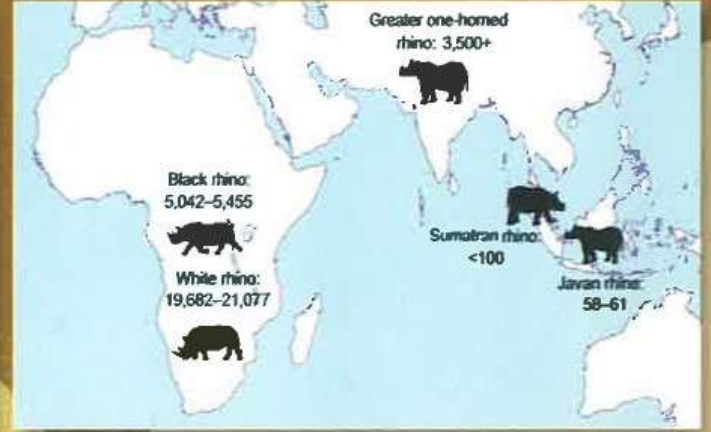 Greater one-horned
rhino: 3,500+
Black rhino:
5,042–5,455
White rhino:
19,682–21,077
Sumatran rhino:
<100
Javan rhino:
58–61